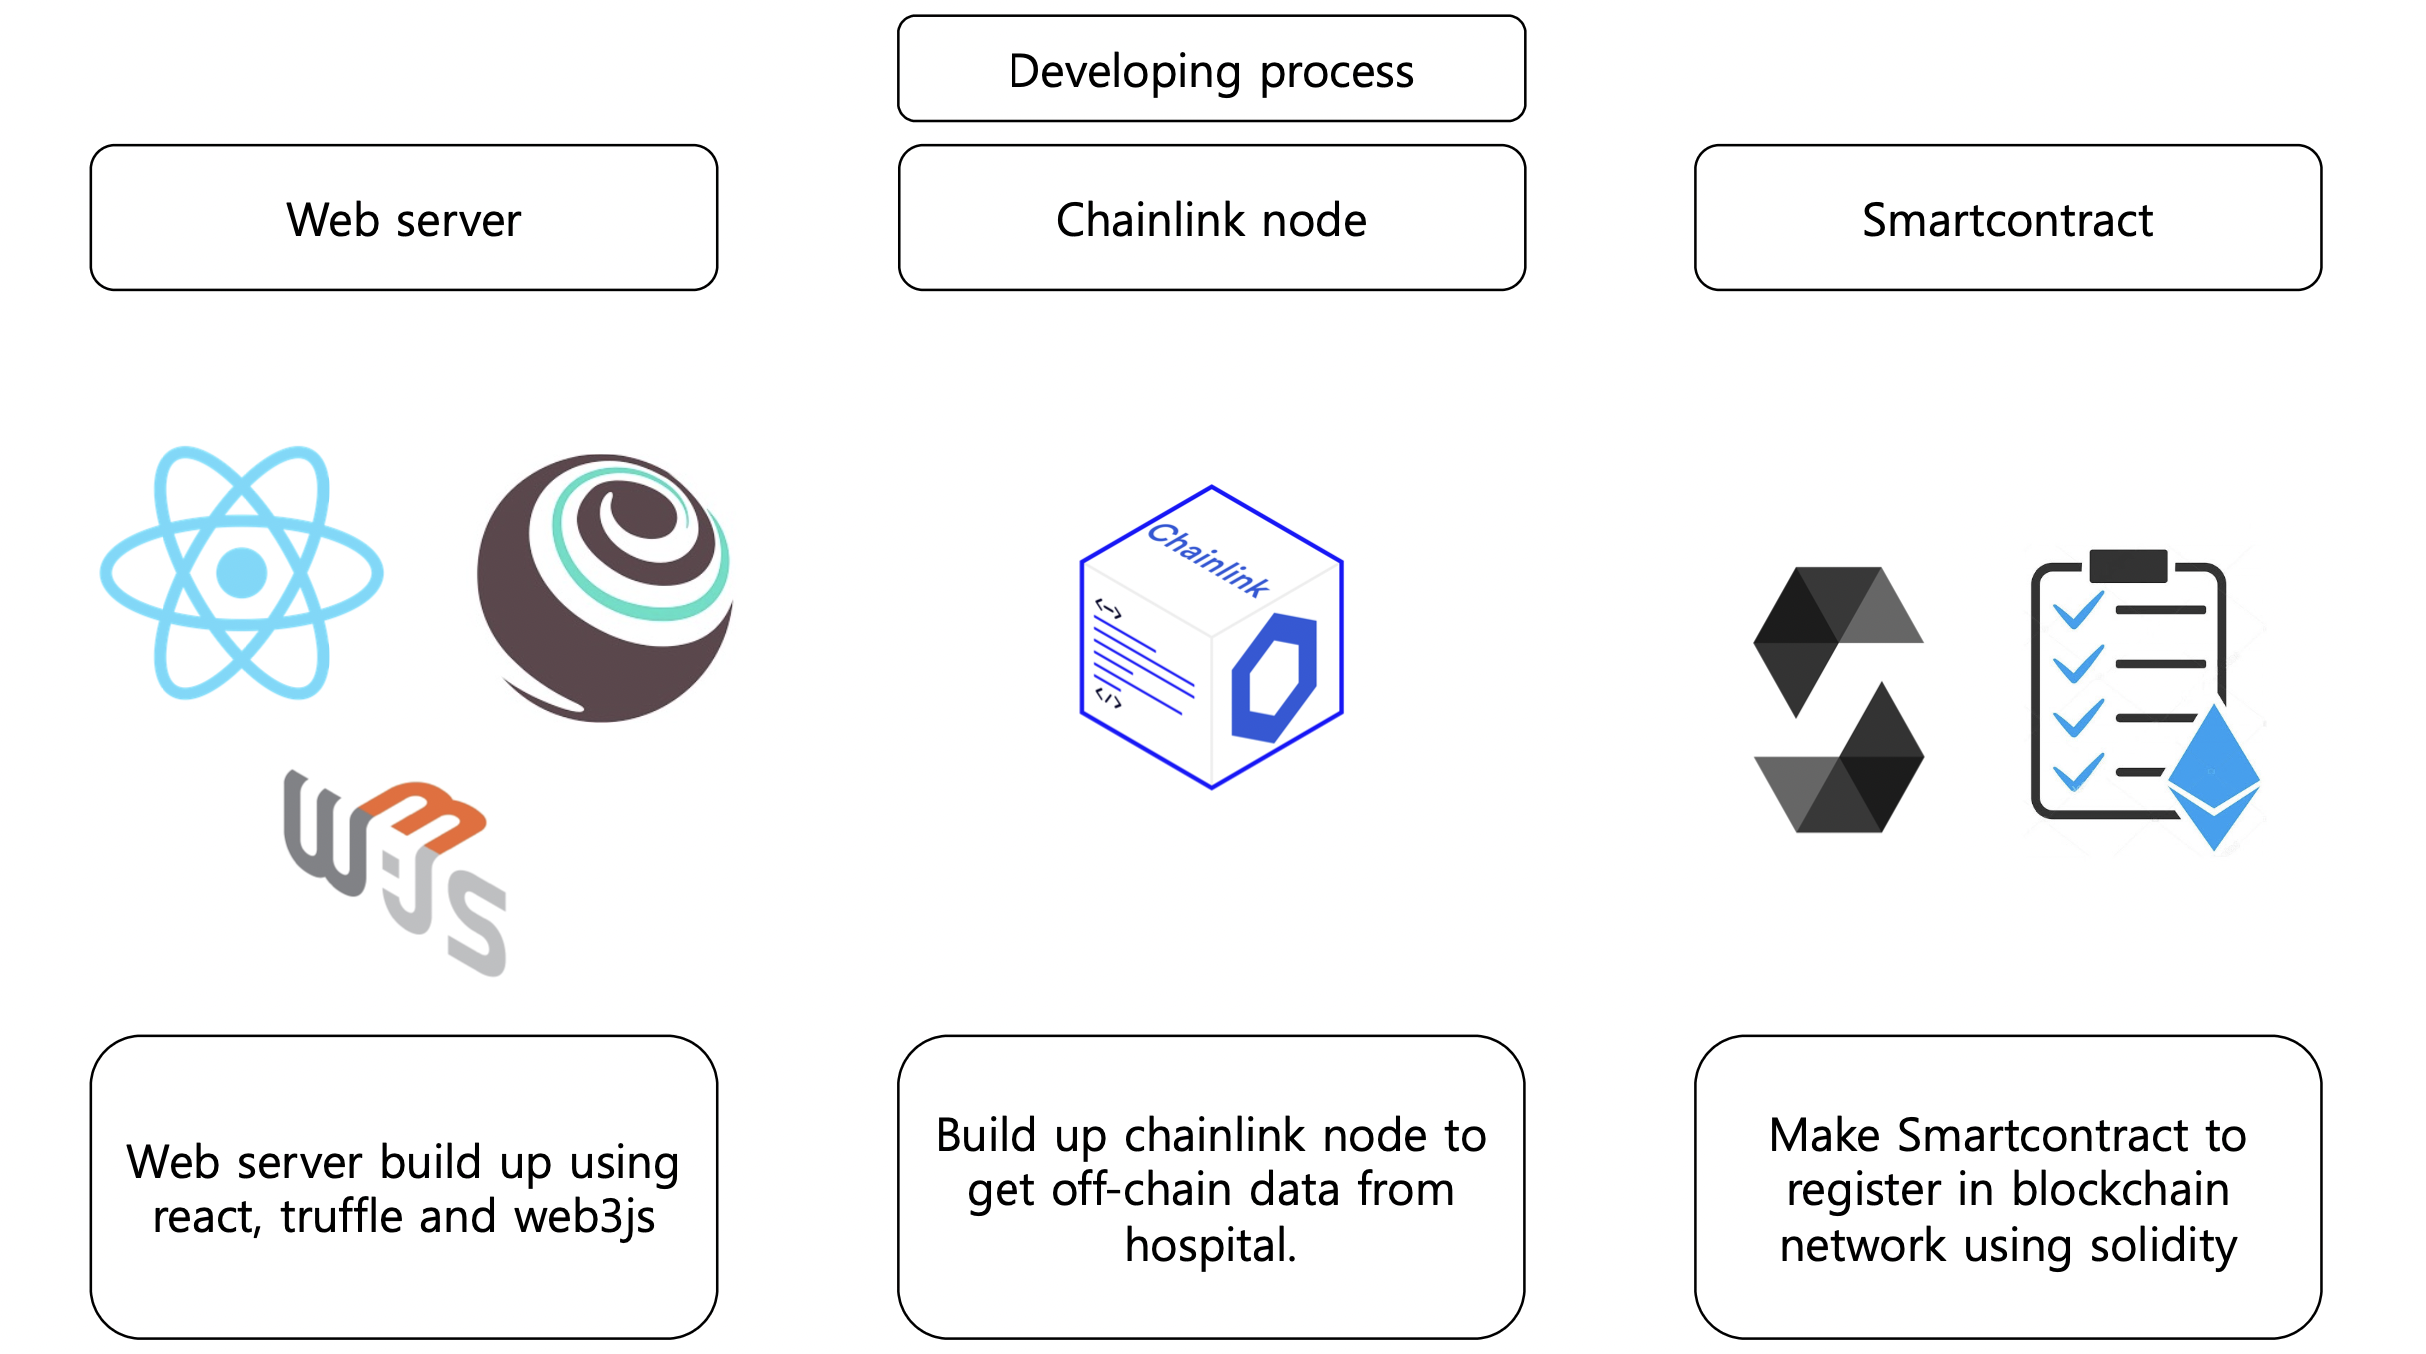 Developing process
Web server
Chainlink node
Smartcontract
Chainlink
<->
</>
W3JS
Web server build up using
react, truffle and web3js
Build up chainlink node to
get off-chain data from
hospital.
Make Smartcontract to
register in blockchain
network using solidity